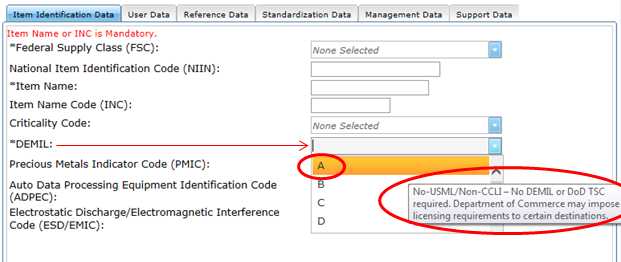 Item Identification Data User Data Reference Data Standardization Data Management Data Support Data
Item Name or INC is Mandatory.
*Federal Supply Class (FSC): None Selected
National Item Identification Code (NIIN):
*Item Name:
Item Name Code (INC):
Criticality Code: None Selected
*DEMIL:
Precious Metals Indicator Code (PMIC): A
Auto Data Processing Equipment Identification Code
(ADPEC):
B
Electrostatic Discharge/Electromagnetic Interference
Code (ESD/EMIC):
C
D
No-USML/Non-CCLI – No DEMIL or DoD TSC
required. Department of Commerce may impose
licensing requirements to certain destinations.